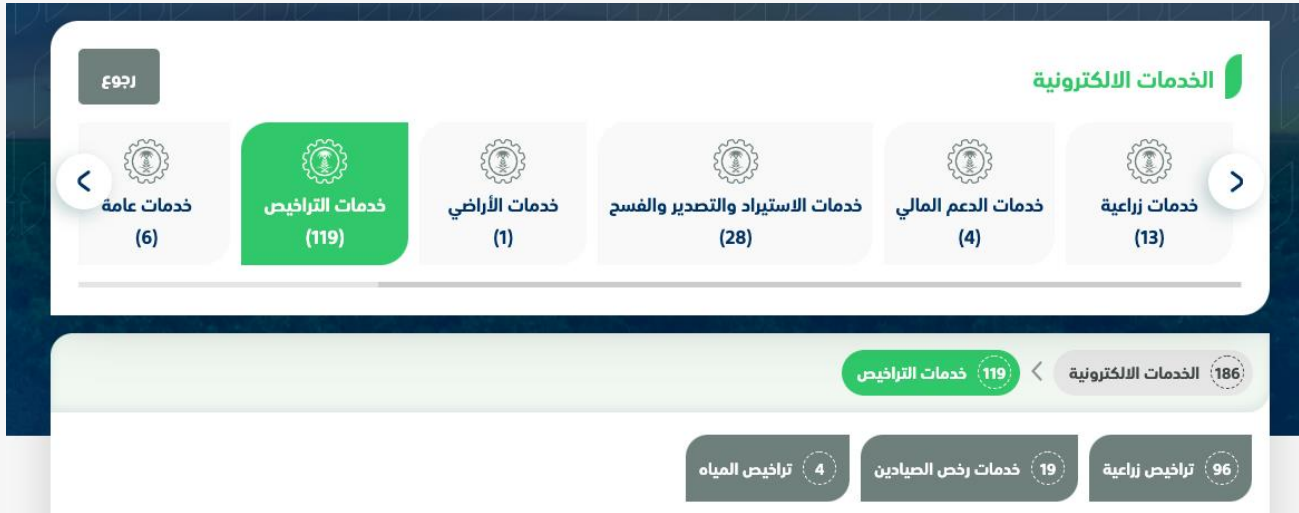 الخدمات الالكترونية
رجوع
خدمات زراعية
(13)
خدمات الدعم المالي
(4)
خدمات الاستيراد والتصدير والفسح
(28)
خدمات الأراضي
(1)
خدمات التراخيص
(119)
خدمات عامة
(6)
186 الخدمات الالكترونية
119 خدمات التراخيص
96 تراخيص زراعية
19 خدمات رخص الصيادين
4 تراخيص المياه